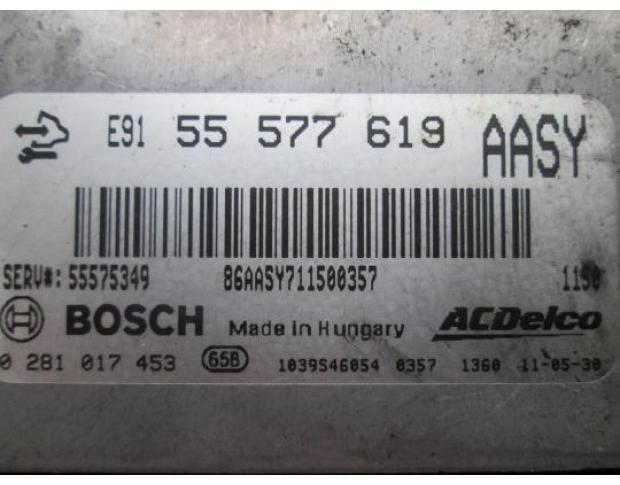 E91 55 577 619 AASY
SERV#: 55575349 86AASY711500357 1150
BOSCH Made in Hungary ACDelco
0 281 017 453 65B 1039S46054 0357 1360 11-05-30